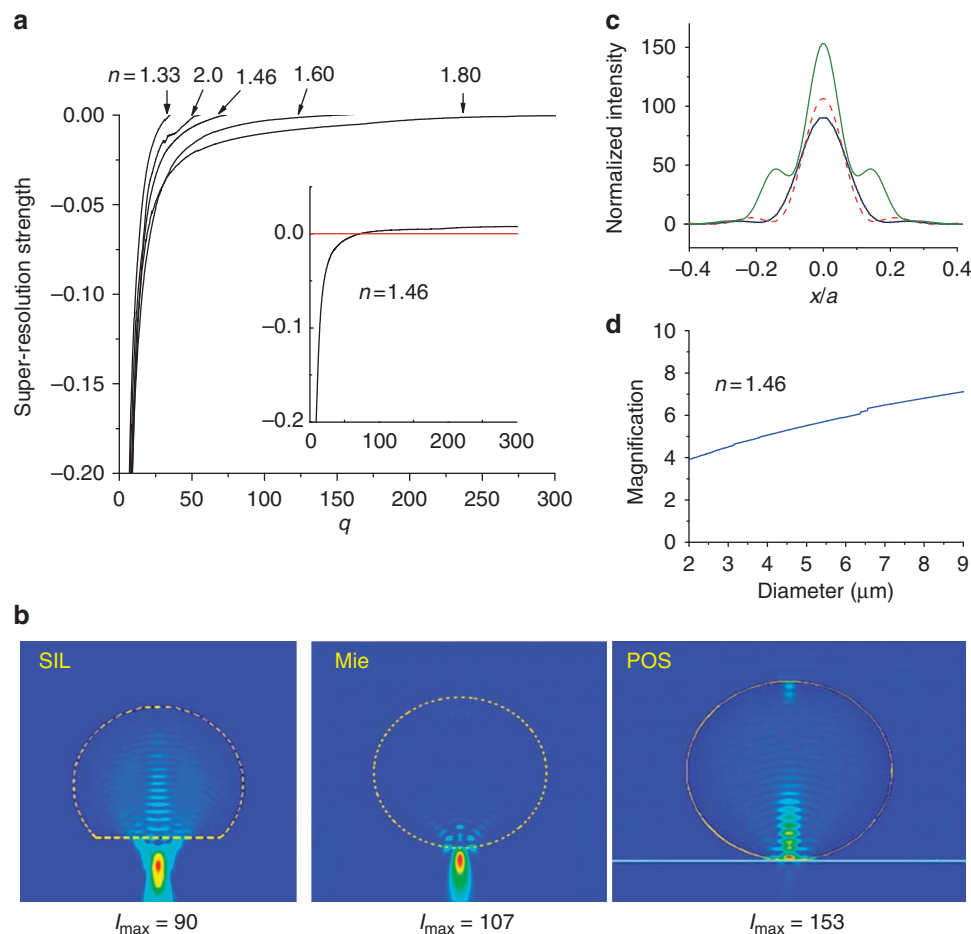 a
n = 1.33 2.0 1.46 1.60 1.80
0.00
−0.05
−0.10
−0.15
−0.20
Super-resolution strength
0 50 100 150 200 250 300
q
0.0
−0.1
−0.2
n = 1.46
0 100 200 300
c
150
100
50
0
Normalized intensity
−0.4 −0.2 0.0 0.2 0.4
x/a
d
10
8
6
4
2
0
Magnification
n = 1.46
2 3 4 5 6 7 8 9
Diameter (μm)
b
SIL
Mie
POS
Imax = 90
Imax = 107
Imax = 153